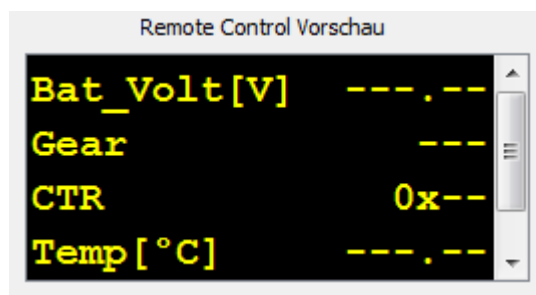 Remote Control Vorschau
Bat_Volt[V] ---.--
Gear ---
CTR 0x--
Temp[°C] ---.--